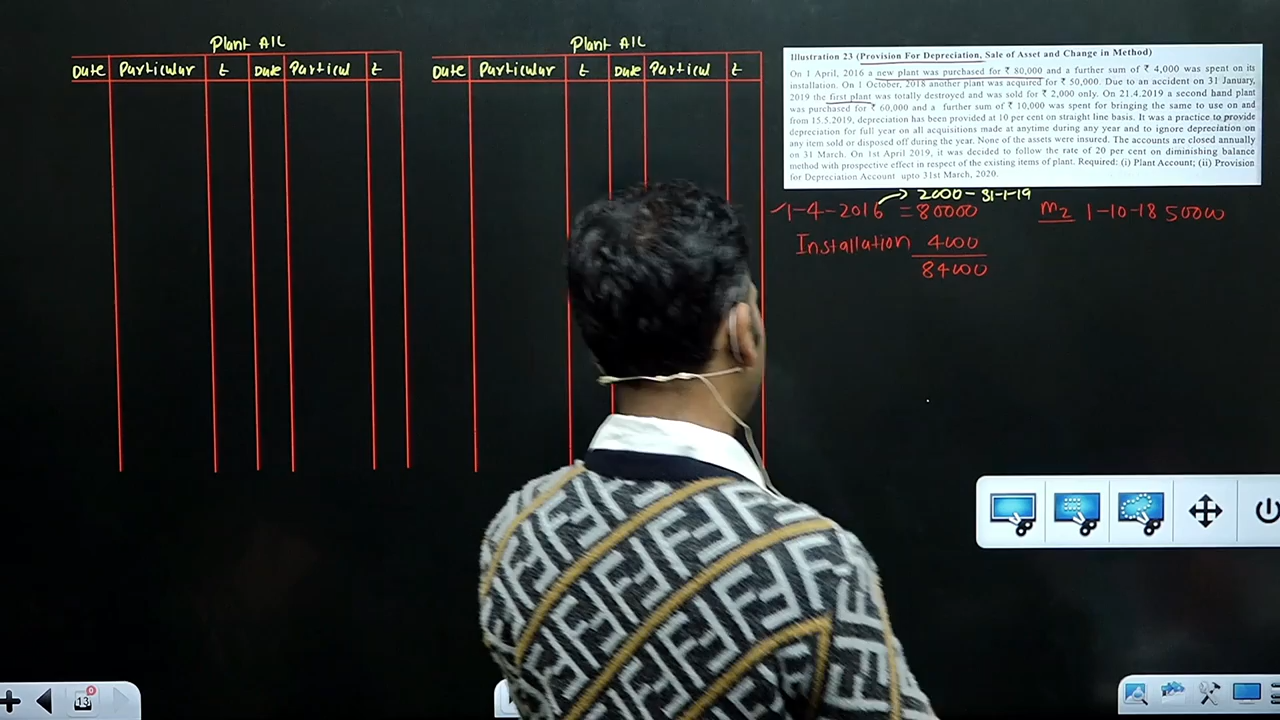 Plant A/C
Date Particular ₹ Date Particul ₹
Plant A/C
Date Particular ₹ Date Particul ₹
Illustration 23 (Provision For Depreciation, Sale of Asset and Change in Method)
On 1 April, 2016 a new plant was purchased for ₹ 80,000 and a further sum of ₹ 4,000 was spent on its
installation. On 1 October, 2018 another plant was acquired for ₹ 50,000. Due to an accident on 31 January,
2019 the first plant was totally destroyed and was sold for ₹ 2,000 only. On 21.4.2019 a second hand plant
was purchased for ₹ 60,000 and a further sum of ₹ 10,000 was spent for bringing the same to use on and
from 15.5.2019, depreciation has been provided at 10 per cent on straight line basis. It was a practice to provide
depreciation for full year on all acquisitions made at anytime during any year and to ignore depreciation on
any item sold or disposed off during the year. None of the assets were insured. The accounts are closed annually
on 31 March. On 1st April 2019, it was decided to follow the rate of 20 per cent on diminishing balance
method with prospective effect in respect of the existing items of plant. Required: (i) Plant Account; (ii) Provision
for Depreciation Account upto 31st March, 2020.
2000 - 31-1-19
1-4-2016 = 80000
M2 1-10-18 50000
Installation 4000
84000
13
0